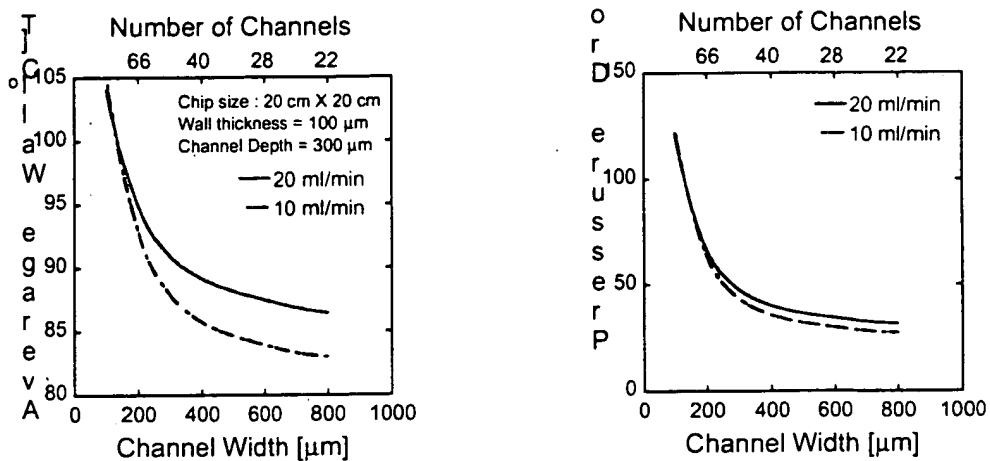 Number of Channels
66 40 28 22
Average Wall
105
100
95
90
85
80
Chip size : 20 cm X 20 cm
Wall thickness = 100 µm
Channel Depth = 300 µm
20 ml/min
10 ml/min
0 200 400 600 800 1000
Channel Width [µm]
Number of Channels
66 40 28 22
Pressure Dro
150
100
50
0
20 ml/min
10 ml/min
0 200 400 600 800 1000
Channel Width [µm]